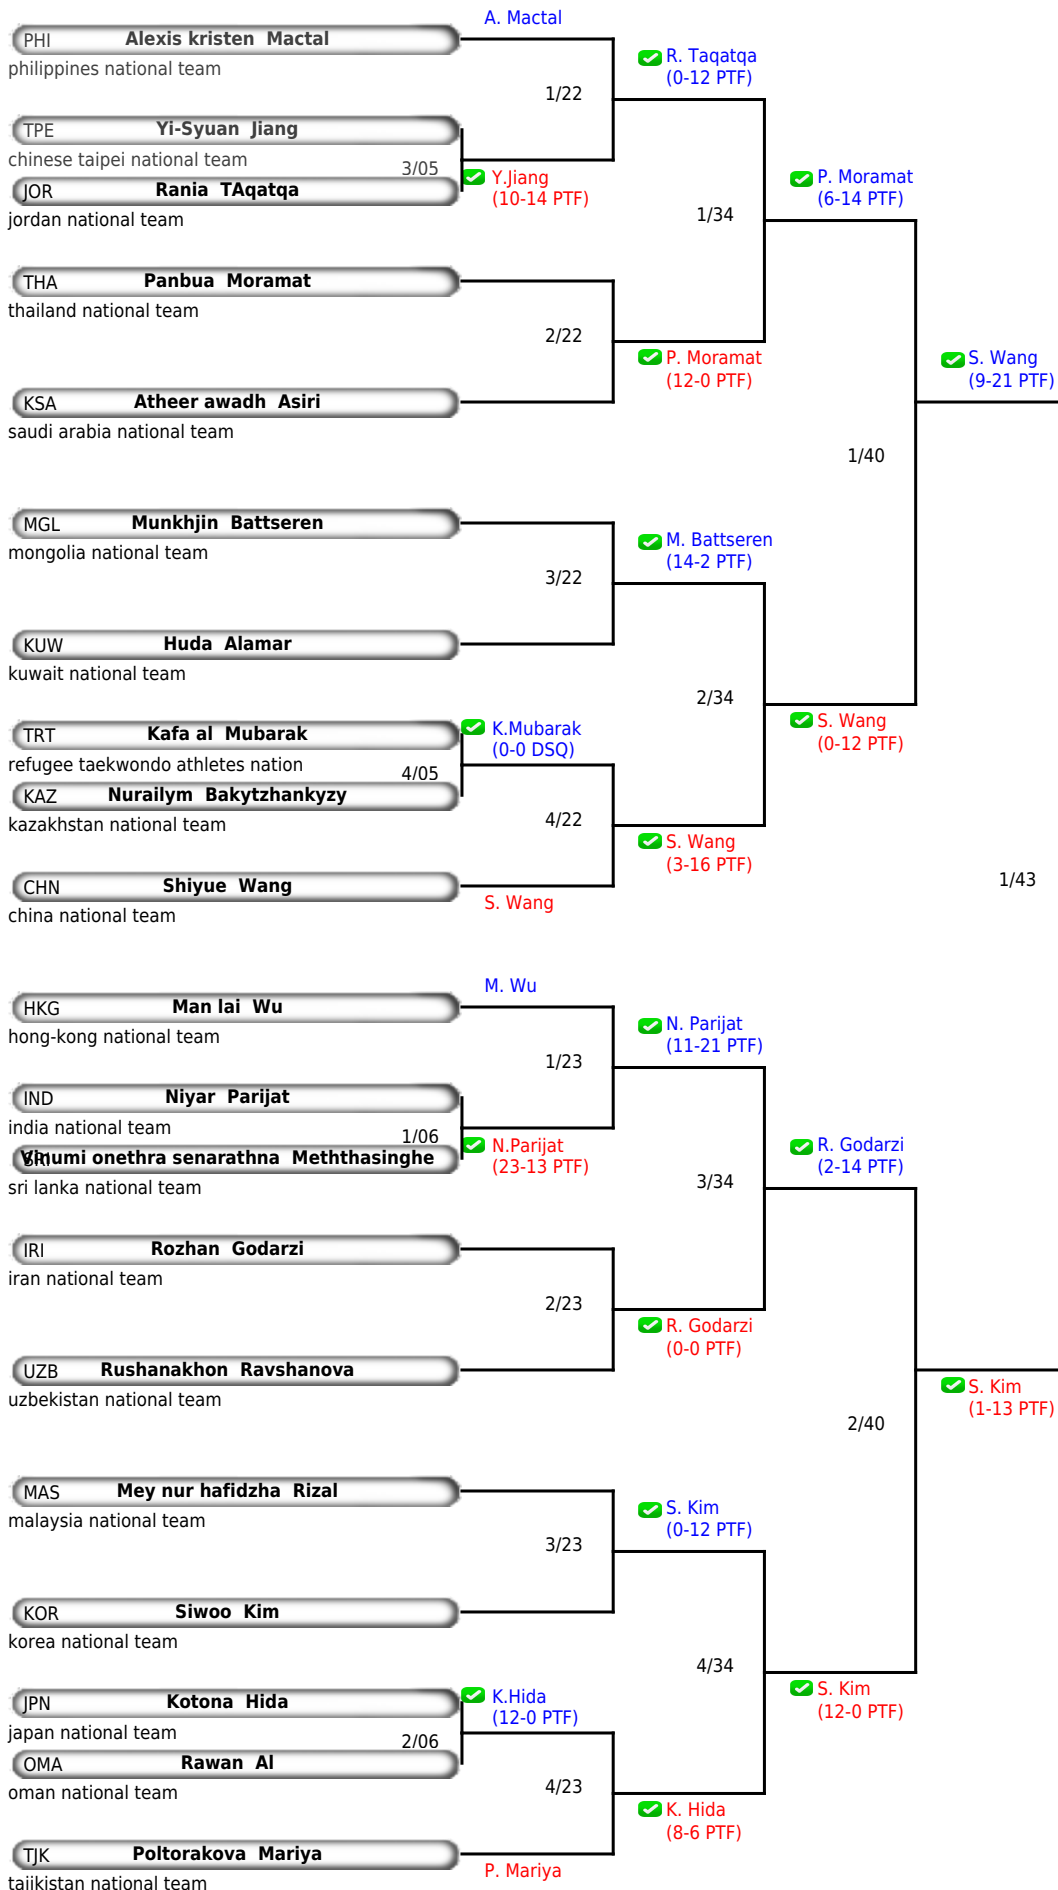 A. Mactal
PHI Alexis kristen Mactal
philippines national team
R. Taqatqa
(0-12 PTF)
1/22
TPE Yi-Syuan Jiang
chinese taipei national team
3/05
Y.Jiang
(10-14 PTF)
JOR Rania TAqatqa
jordan national team
P. Moramat
(6-14 PTF)
1/34
THA Panbua Moramat
thailand national team
2/22
P. Moramat
(12-0 PTF)
S. Wang
(9-21 PTF)
KSA Atheer awadh Asiri
saudi arabia national team
1/40
MGL Munkhjin Battseren
mongolia national team
M. Battseren
(14-2 PTF)
3/22
KUW Huda Alamar
kuwait national team
2/34
S. Wang
(0-12 PTF)
TRT Kafa al Mubarak
refugee taekwondo athletes nation
K.Mubarak
(0-0 DSQ)
4/05
KAZ Nurailym Bakytzhankyzy
kazakhstan national team
4/22
S. Wang
(3-16 PTF)
CHN Shiyue Wang
china national team
S. Wang
1/43
M. Wu
HKG Man lai Wu
hong-kong national team
N. Parijat
(11-21 PTF)
1/23
IND Niyar Parijat
india national team
1/06
N.Parijat
(23-13 PTF)
SRI Vinumi onethra senarathna Meththasinghe
sri lanka national team
R. Godarzi
(2-14 PTF)
3/34
IRI Rozhan Godarzi
iran national team
2/23
R. Godarzi
(0-0 PTF)
UZB Rushanakhon Ravshanova
uzbekistan national team
S. Kim
(1-13 PTF)
2/40
MAS Mey nur hafidzha Rizal
malaysia national team
S. Kim
(0-12 PTF)
3/23
KOR Siwoo Kim
korea national team
4/34
S. Kim
(12-0 PTF)
JPN Kotona Hida
japan national team
K.Hida
(12-0 PTF)
2/06
OMA Rawan Al
oman national team
4/23
K. Hida
(8-6 PTF)
TJK Poltorakova Mariya
tajikistan national team
P. Mariya